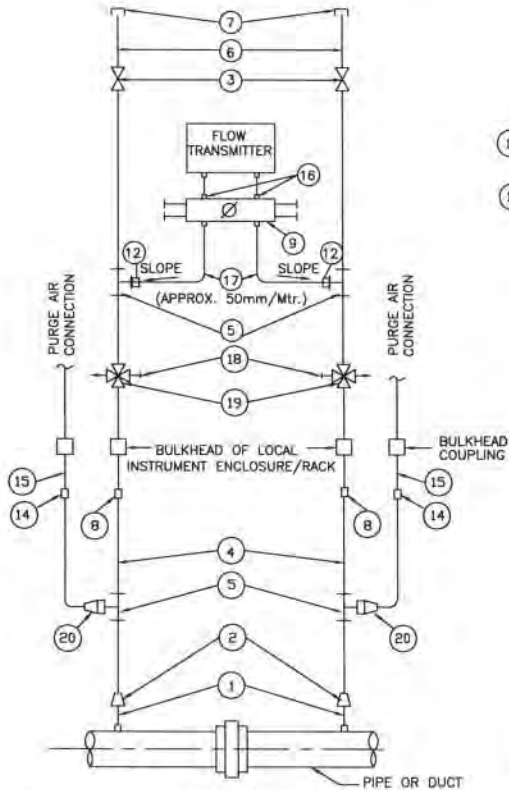 7
6
3
FLOW
TRANSMITTER
16
9
12
SLOPE
SLOPE
12
17
(APPROX. 50mm/Mtr.)
5
PURGE AIR
CONNECTION
PURGE AIR
CONNECTION
18
19
BULKHEAD OF LOCAL
INSTRUMENT ENCLOSURE/RACK
BULKHEAD
COUPLING
15
15
14
8
8
14
4
5
20
20
2
1
PIPE OR DUCT